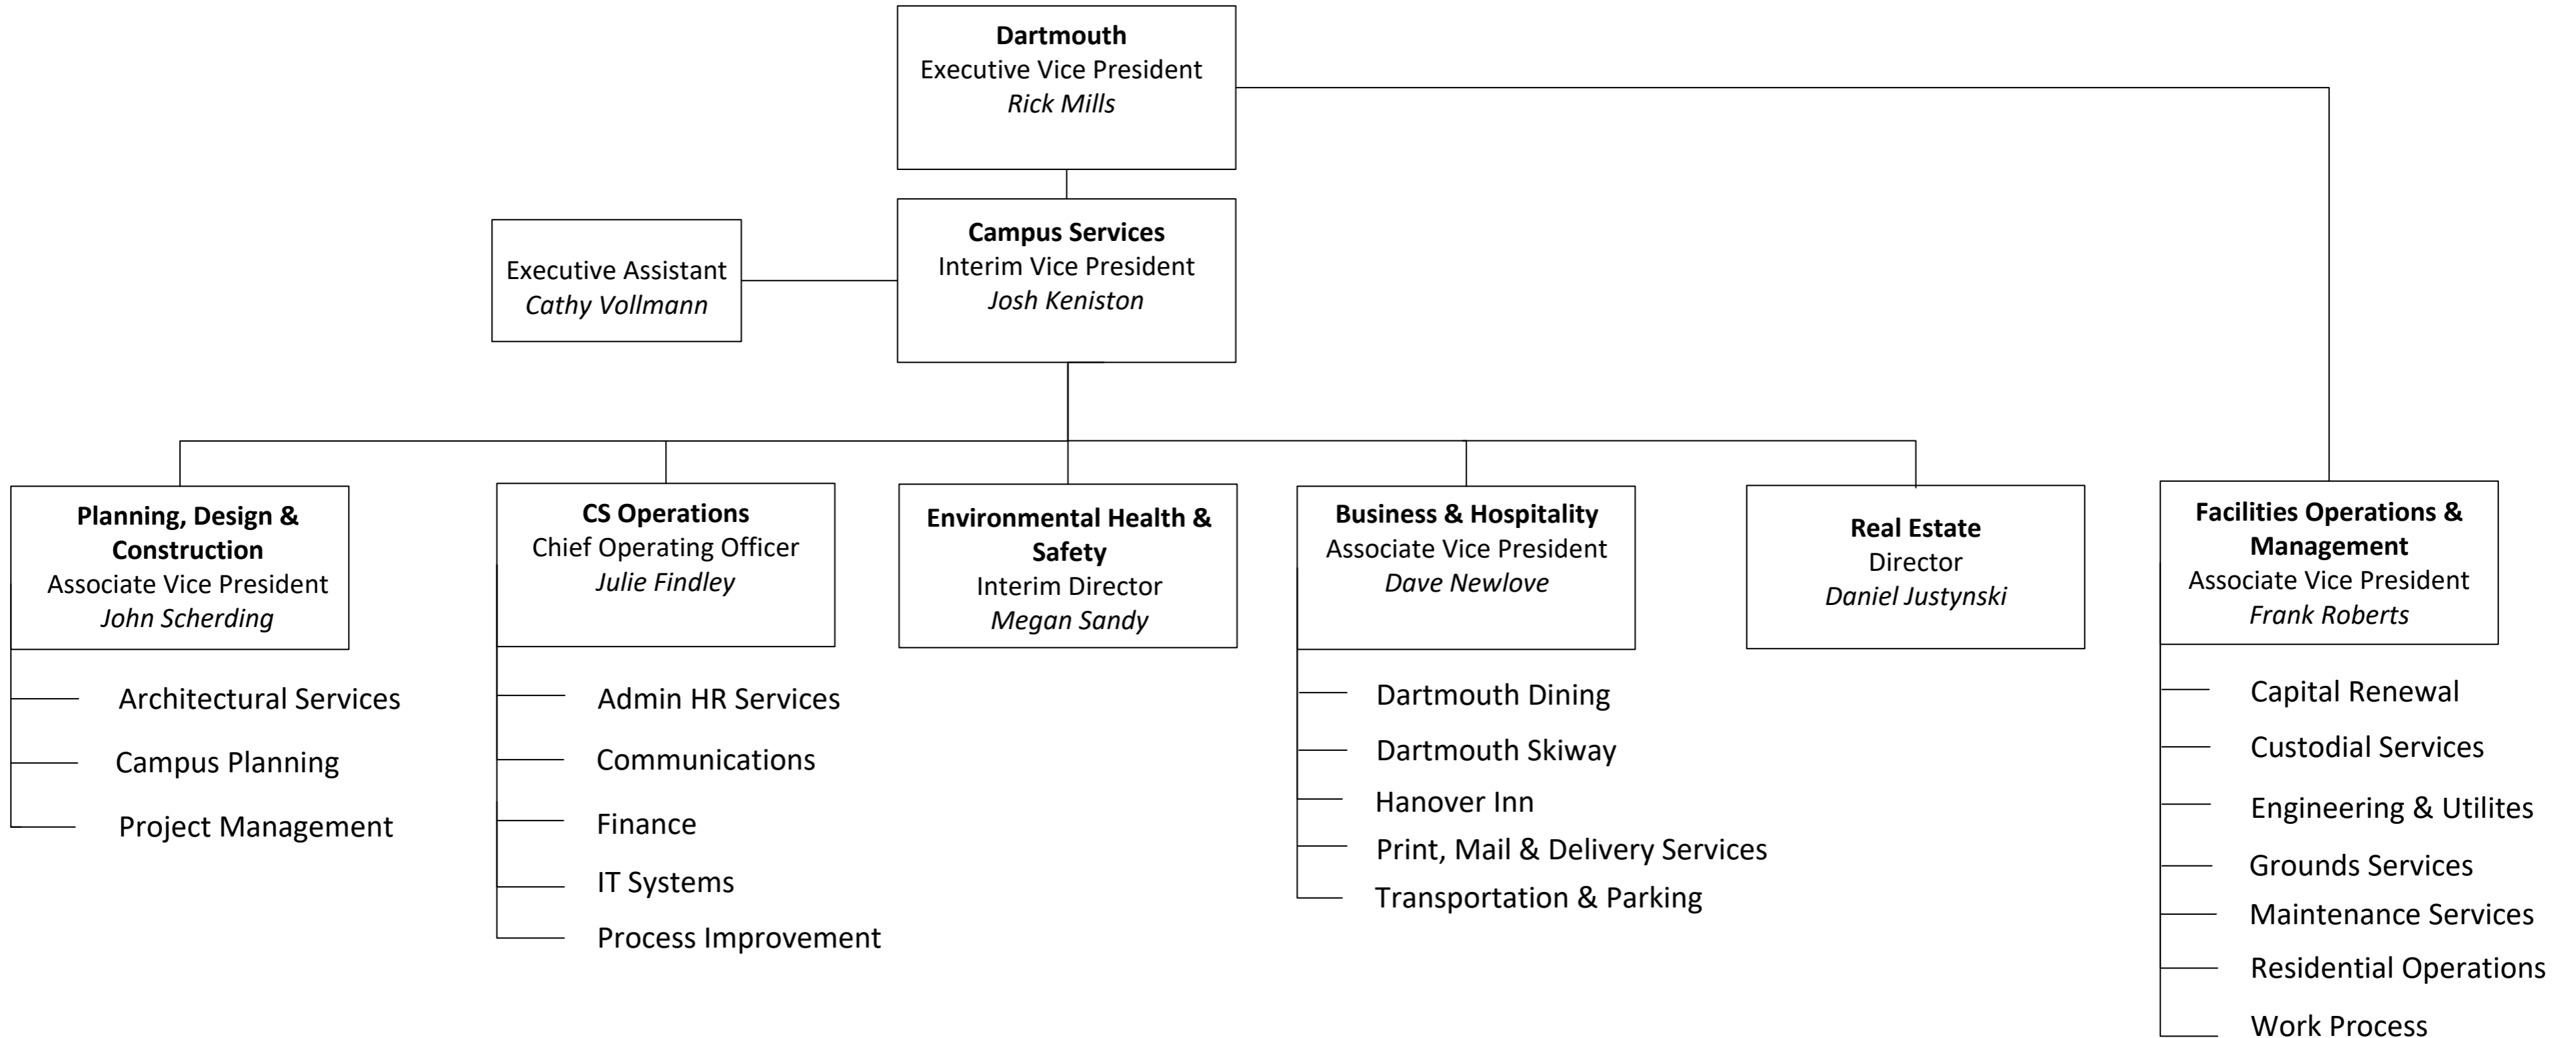 Dartmouth
Executive Vice President
Rick Mills
Campus Services
Interim Vice President
Josh Keniston
Executive Assistant
Cathy Vollmann
Planning, Design &
Construction
Associate Vice President
John Scherding
Architectural Services
Campus Planning
Project Management
CS Operations
Chief Operating Officer
Julie Findley
Admin HR Services
Communications
Finance
IT Systems
Process Improvement
Environmental Health &
Safety
Interim Director
Megan Sandy
Business & Hospitality
Associate Vice President
Dave Newlove
Dartmouth Dining
Dartmouth Skiway
Hanover Inn
Print, Mail & Delivery Services
Transportation & Parking
Real Estate
Director
Daniel Justynski
Facilities Operations &
Management
Associate Vice President
Frank Roberts
Capital Renewal
Custodial Services
Engineering & Utilites
Grounds Services
Maintenance Services
Residential Operations
Work Process